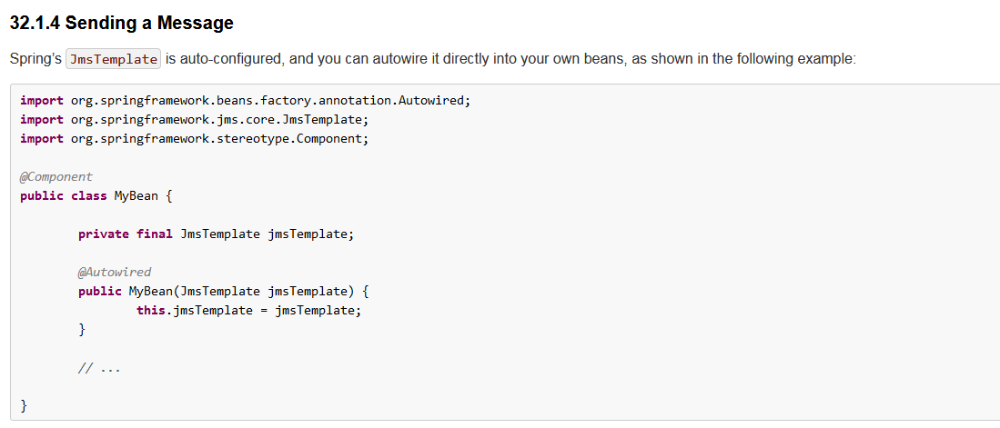 32.1.4 Sending a Message
Spring’s JmsTemplate is auto-configured, and you can autowire it directly into your own beans, as shown in the following example:
import org.springframework.beans.factory.annotation.Autowired;
import org.springframework.jms.core.JmsTemplate;
import org.springframework.stereotype.Component;
@Component
public class MyBean {
private final JmsTemplate jmsTemplate;
@Autowired
public MyBean(JmsTemplate jmsTemplate) {
this.jmsTemplate = jmsTemplate;
}
// ...
}